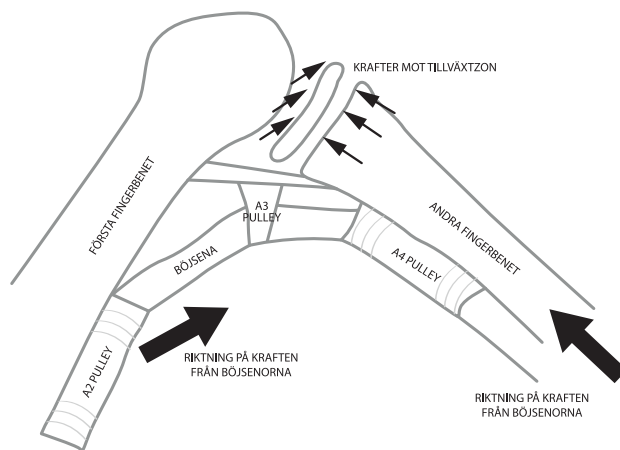 KRAFTER MOT TILLVÄXTZON
FÖRSTA FINGERBENET
A3
PULLEY
ANDRA FINGERBENET
BÖJSENA
A4 PULLEY
A2 PULLEY
RIKTNING PÅ KRAFTEN
FRÅN BÖJSENORNA
RIKTNING PÅ KRAFTEN
FRÅN BÖJSENORNA